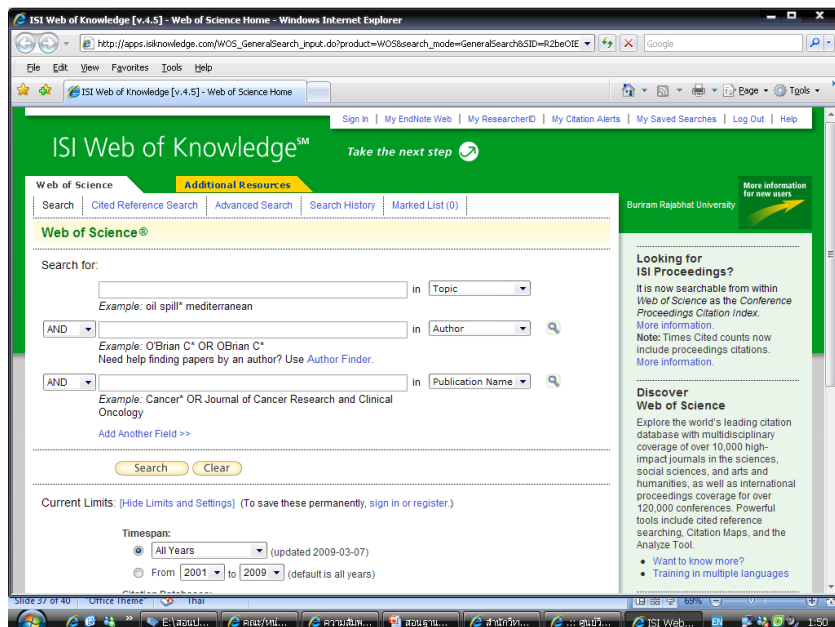 ISI Web of Knowledge [v.4.5] - Web of Science Home - Windows Internet Explorer
http://apps.isiknowledge.com/WOS_GeneralSearch_input.do?product=WOS&search_mode=GeneralSearch&SID=R2beOIE
Google
File Edit View Favorites Tools Help
ISI Web of Knowledge [v.4.5] - Web of Science Home
Page Tools
Sign In | My EndNote Web | My ResearcherID | My Citation Alerts | My Saved Searches | Log Out | Help
ISI Web of Knowledge℠ Take the next step
Web of Science Additional Resources
Search Cited Reference Search Advanced Search Search History Marked List (0)
Web of Science®
Search for:
in Topic
Example: oil spill* mediterranean
AND in Author
Example: O'Brian C* OR OBrian C*
Need help finding papers by an author? Use Author Finder.
AND in Publication Name
Example: Cancer* OR Journal of Cancer Research and Clinical
Oncology
Add Another Field >>
Search Clear
Current Limits: [Hide Limits and Settings] (To save these permanently, sign in or register.)
Timespan:
All Years (updated 2009-03-07)
From 2001 to 2009 (default is all years)
Buriram Rajabhat University
More information
for new users
Looking for
ISI Proceedings?
It is now searchable from within
Web of Science as the Conference
Proceedings Citation Index.
More information.
Note: Times Cited counts now
include proceedings citations.
More information.
Discover
Web of Science
Explore the world's leading citation
database with multidisciplinary
coverage of over 10,000 high-
impact journals in the sciences,
social sciences, and arts and
humanities, as well as international
proceedings coverage for over
120,000 conferences. Powerful
tools include cited reference
searching, Citation Maps, and the
Analyze Tool.
Want to know more?
Training in multiple languages
Slide 37 of 40 "Office Theme" Thai 69%
ISI Web... EN 1:50